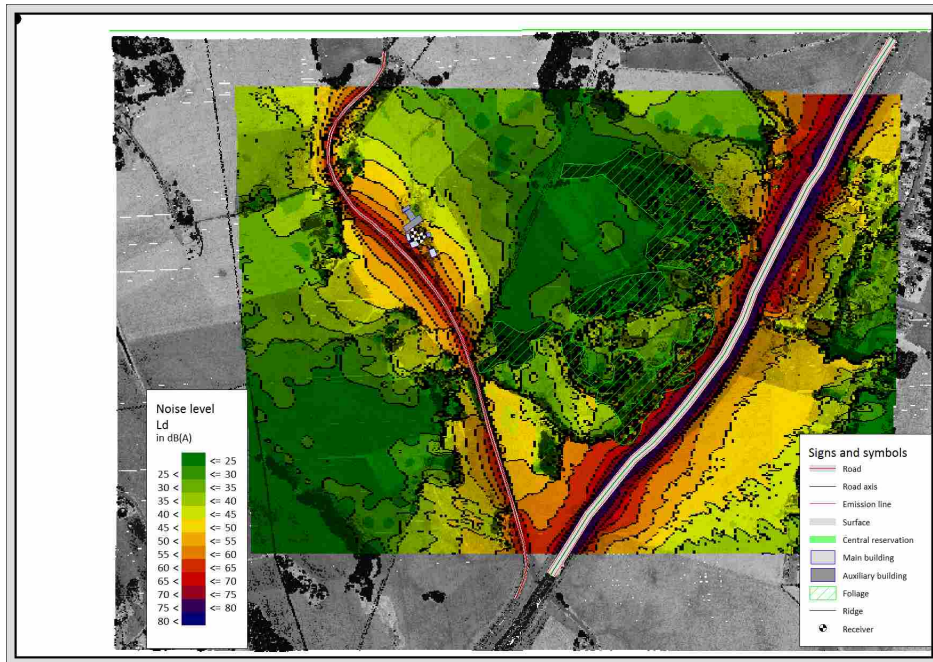 Noise level
Ld
in dB(A)
<= 25
25 < <= 30
30 < <= 35
35 < <= 40
40 < <= 45
45 < <= 50
50 < <= 55
55 < <= 60
60 < <= 65
65 < <= 70
70 < <= 75
75 < <= 80
80 <
Signs and symbols
Road
Road axis
Emission line
Surface
Central reservation
Main building
Auxiliary building
Foliage
Ridge
Receiver